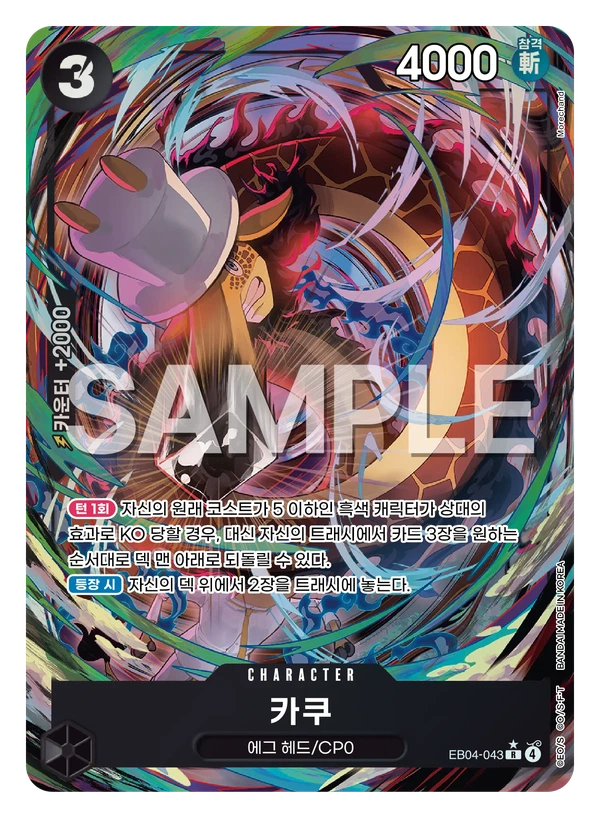 3
4000
참격
斬
Morechand
카운터 +2000
SAMPLE
턴 1회 자신의 원래 코스트가 5 이하인 흑색 캐릭터가 상대의
효과로 KO 당할 경우, 대신 자신의 트래시에서 카드 3장을 원하는
순서대로 덱 맨 아래로 되돌릴 수 있다.
등장 시 자신의 덱 위에서 2장을 트래시에 놓는다.
CHARACTER
카쿠
에그 헤드/CP0
EB04-043 R 4
©EO/S ©O/S·F·T BANDAI MADE IN KOREA